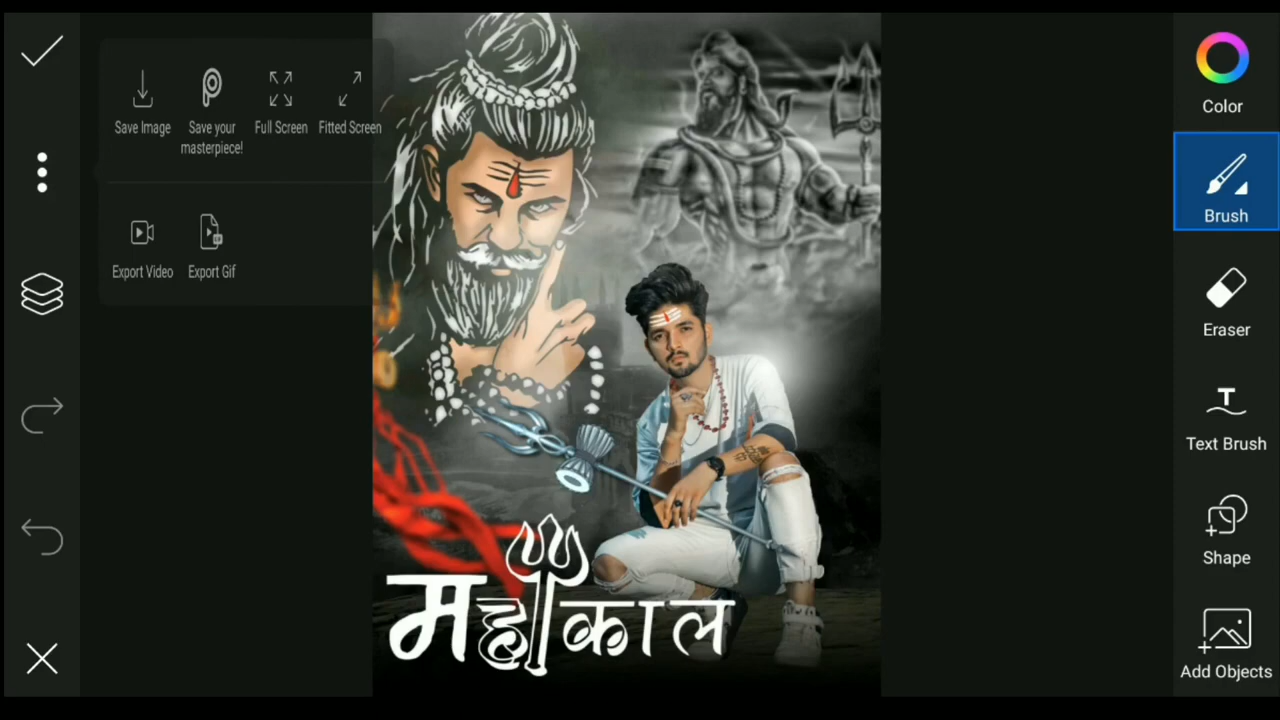 Save Image
Save your
masterpiece!
Full Screen
Fitted Screen
Export Video
Export Gif
Color
Brush
Eraser
Text Brush
Shape
Add Objects
महाकाल